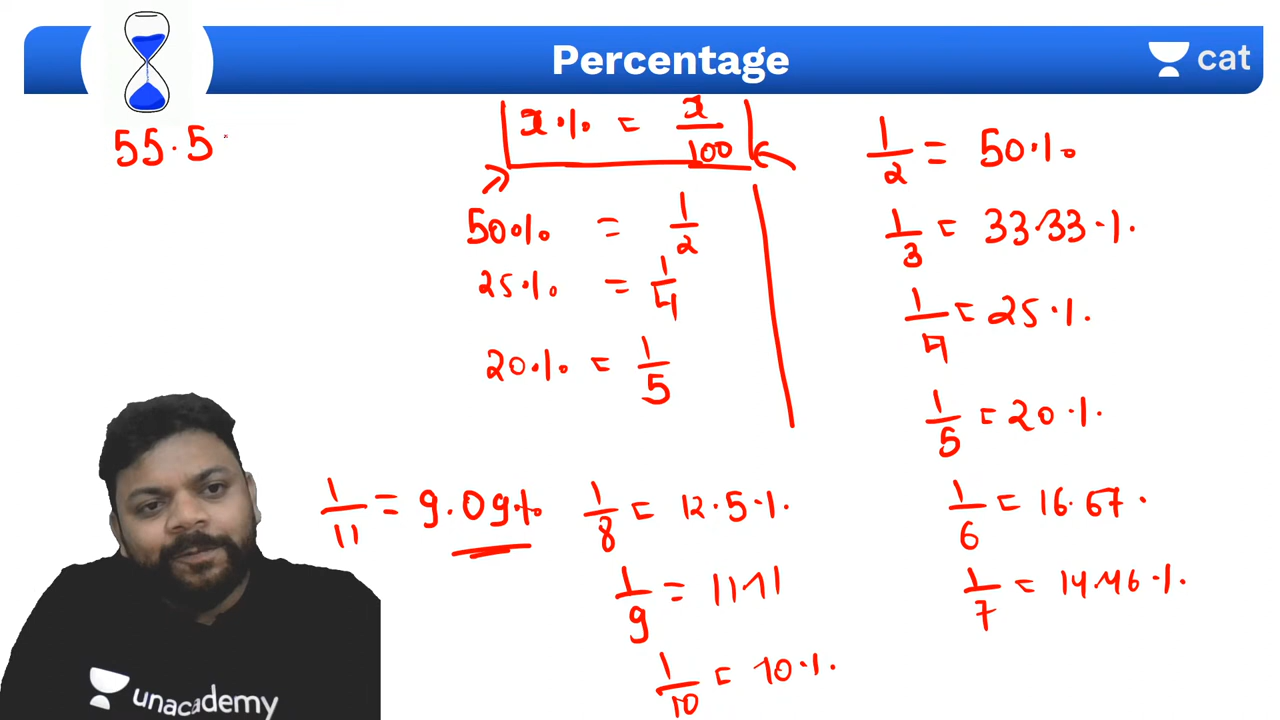 Percentage
cat
55.5
x% = x/100
50% = 1/2
25% = 1/4
20% = 1/5
1/2 = 50%
1/3 = 33.33%
1/4 = 25%
1/5 = 20%
1/6 = 16.67
1/7 = 14.46%
1/8 = 12.5%
1/9 = 11.11
1/10 = 10%
1/11 = 9.09%
unacademy